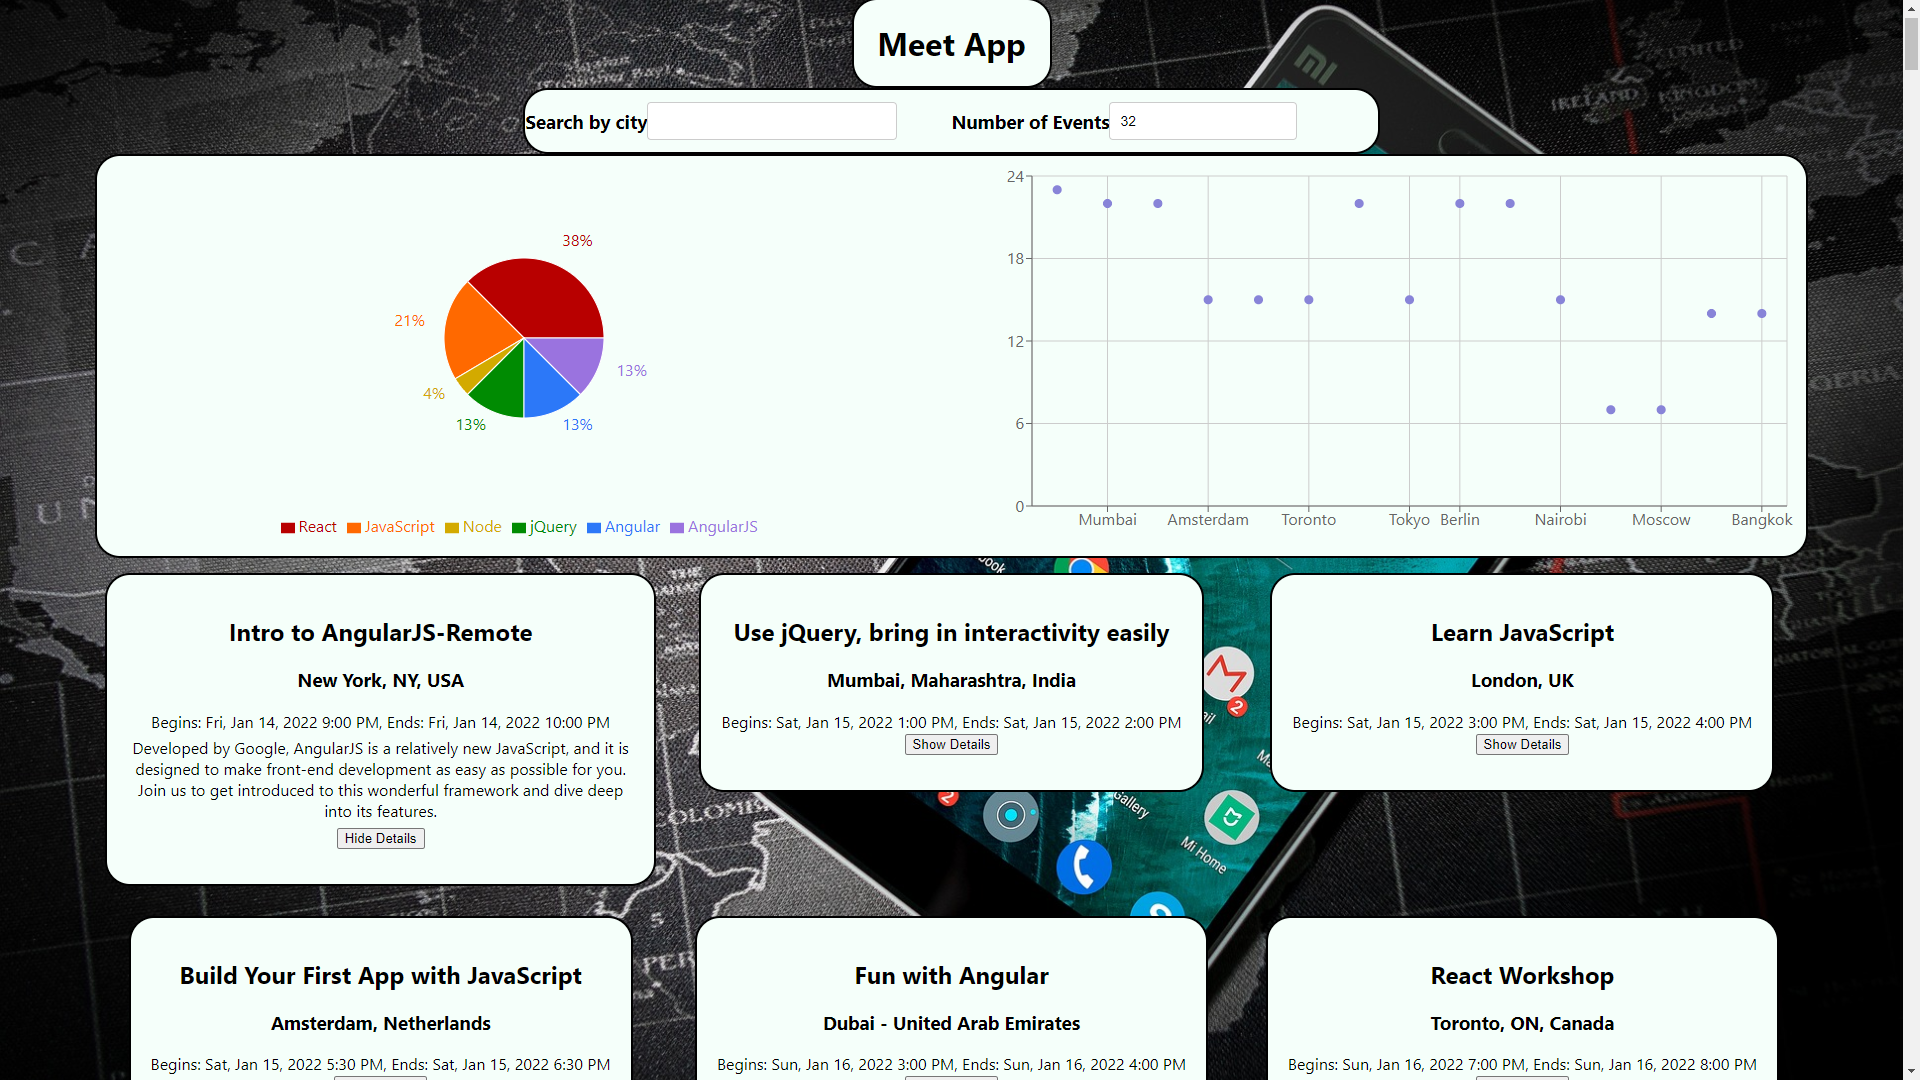 Meet App
Search by city
Number of Events 32
38%
21%
4%
13%
13%
13%
React JavaScript Node jQuery Angular AngularJS
24
18
12
6
0
Mumbai Amsterdam Toronto Tokyo Berlin Nairobi Moscow Bangkok
Intro to AngularJS-Remote
New York, NY, USA
Begins: Fri, Jan 14, 2022 9:00 PM, Ends: Fri, Jan 14, 2022 10:00 PM
Developed by Google, AngularJS is a relatively new JavaScript, and it is
designed to make front-end development as easy as possible for you.
Join us to get introduced to this wonderful framework and dive deep
into its features.
Hide Details
Use jQuery, bring in interactivity easily
Mumbai, Maharashtra, India
Begins: Sat, Jan 15, 2022 1:00 PM, Ends: Sat, Jan 15, 2022 2:00 PM
Show Details
Learn JavaScript
London, UK
Begins: Sat, Jan 15, 2022 3:00 PM, Ends: Sat, Jan 15, 2022 4:00 PM
Show Details
Build Your First App with JavaScript
Amsterdam, Netherlands
Begins: Sat, Jan 15, 2022 5:30 PM, Ends: Sat, Jan 15, 2022 6:30 PM
Fun with Angular
Dubai - United Arab Emirates
Begins: Sun, Jan 16, 2022 3:00 PM, Ends: Sun, Jan 16, 2022 4:00 PM
React Workshop
Toronto, ON, Canada
Begins: Sun, Jan 16, 2022 7:00 PM, Ends: Sun, Jan 16, 2022 8:00 PM
MI
UNITED
KINGDOM
IRELAND
2
2
Gallery
Mi Home